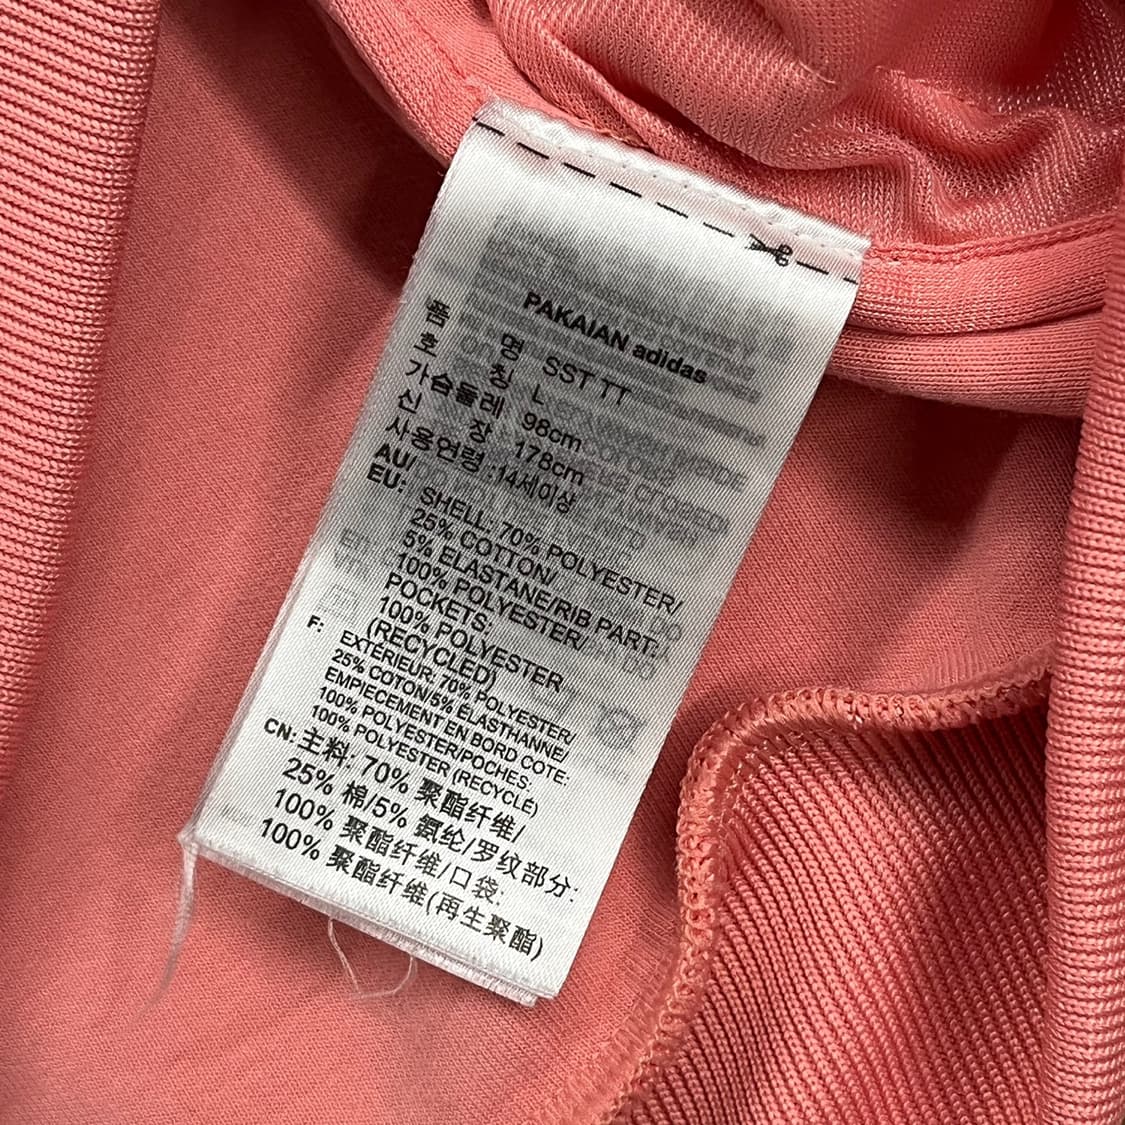 PAKAIAN adidas
품 명 SST TT
호 칭 L
가슴둘레 98cm
신 장 178cm
사용연령 :14세이상
AU/
EU: SHELL: 70% POLYESTER/
25% COTTON/
5% ELASTANE/RIB PART:
100% POLYESTER/
POCKETS:
100% POLYESTER
(RECYCLED)
F: EXTÉRIEUR: 70% POLYESTER/
25% COTON/5% ÉLASTHANNE/
EMPIECEMENT EN BORD COTE:
100% POLYESTER/POCHES:
100% POLYESTER (RECYCLÉ)
CN: 主料: 70% 聚酯纤维/
25% 棉/5% 氨纶/罗纹部分:
100% 聚酯纤维/口袋:
100% 聚酯纤维(再生聚酯)